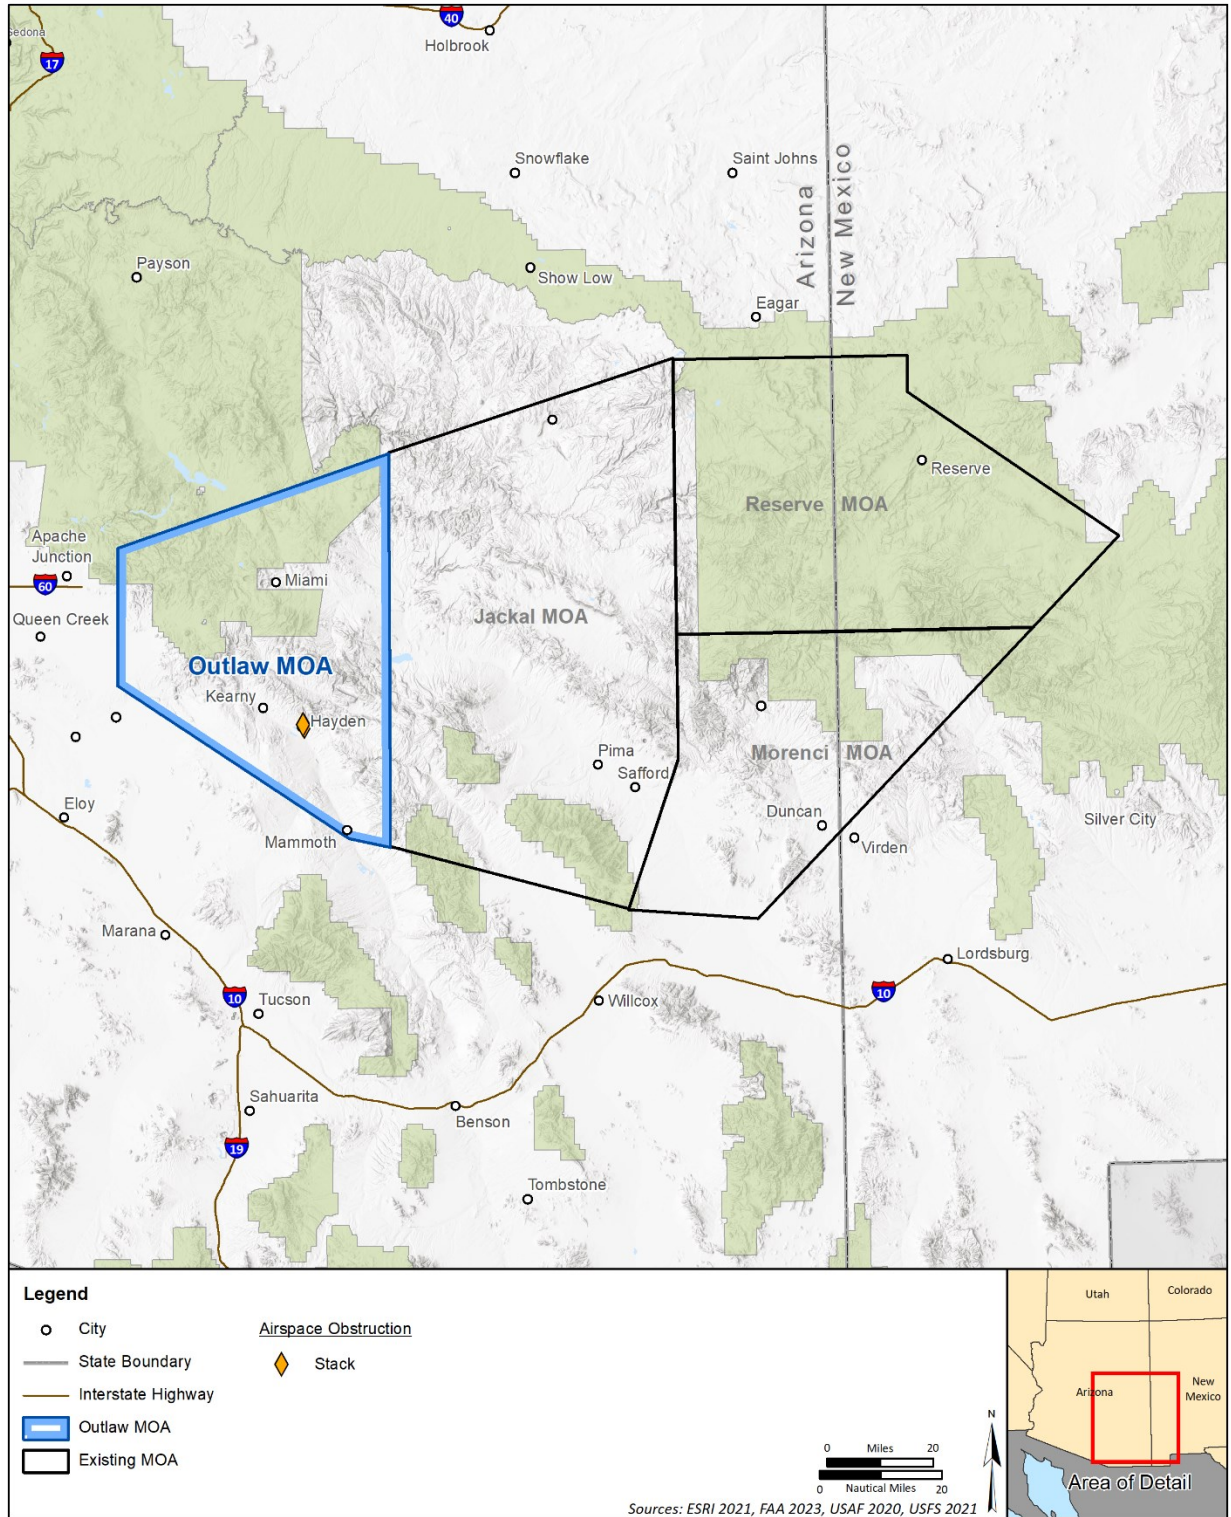 Sedona
40
Holbrook
17
Snowflake
Saint Johns
Arizona
New Mexico
Payson
Show Low
Eagar
Reserve
Reserve MOA
Apache
Junction
60
Miami
Queen Creek
Jackal MOA
Outlaw MOA
Kearny
Hayden
Pima
Safford
Morenci MOA
Eloy
Mammoth
Duncan
Virden
Silver City
Marana
Lordsburg
10
Tucson
Willcox
10
Sahuarita
Benson
19
Tombstone
Legend
City
State Boundary
Interstate Highway
Outlaw MOA
Existing MOA
Airspace Obstruction
Stack
0 Miles 20
0 Nautical Miles 20
N
Sources: ESRI 2021, FAA 2023, USAF 2020, USFS 2021
Utah
Colorado
Arizona
New
Mexico
Area of Detail